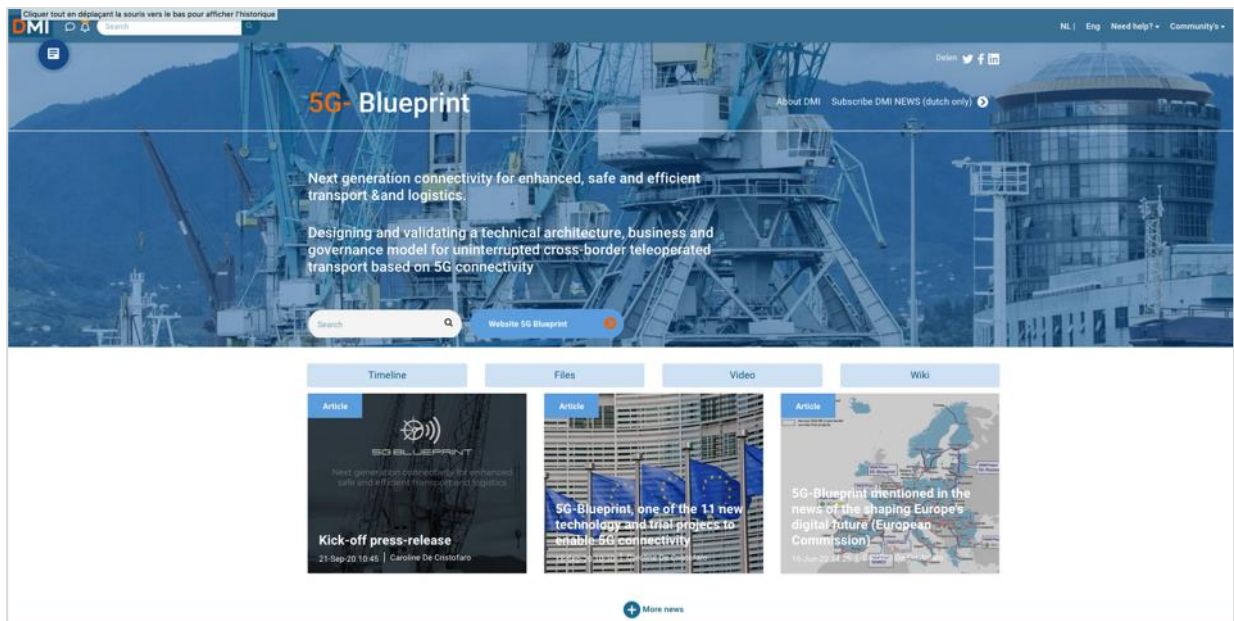 Cliquer tout en déplaçant la souris vers le bas pour afficher l'historique
DMI
Search
NL |
Eng
Need help?
Community's
Delen
5G- Blueprint
About DMI
Subscribe DMI NEWS (dutch only)
Next generation connectivity for enhanced, safe and efficient
transport &and logistics.
Designing and validating a technical architecture, business and
governance model for uninterrupted cross-border teleoperated
transport based on 5G connectivity
Search
Website 5G Blueprint
Timeline
Files
Video
Wiki
Article
5G BLUEPRINT
Next generation connectivity for enhanced
safe and efficient transport and logistics
Kick-off press-release
21-Sep-20 10:45 | Caroline De Cristofaro
Article
5G-Blueprint, one of the 11 new
technology and trial projecs to
enable 5G connectivity
Article
5G-Blueprint mentioned in the
news of the shaping Europe's
digital future (European
Commission)
More news